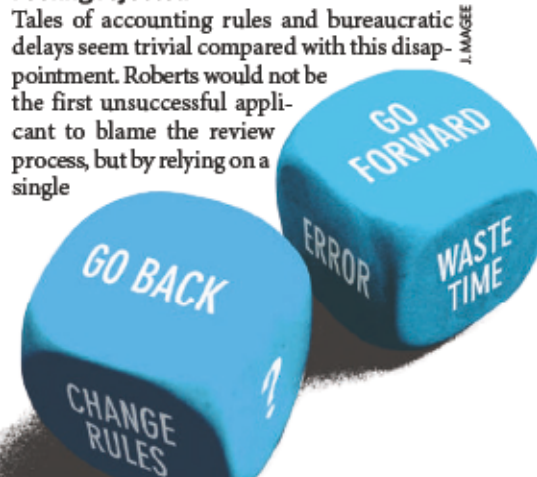 Tales of accounting rules and bureaucratic
delays seem trivial compared with this disap-
pointment. Roberts would not be
the first unsuccessful appli-
cant to blame the review
process, but by relying on a
single
J. MAGEE
GO
FORWARD
ERROR
WASTE
TIME
GO BACK
CHANGE
RULES
?